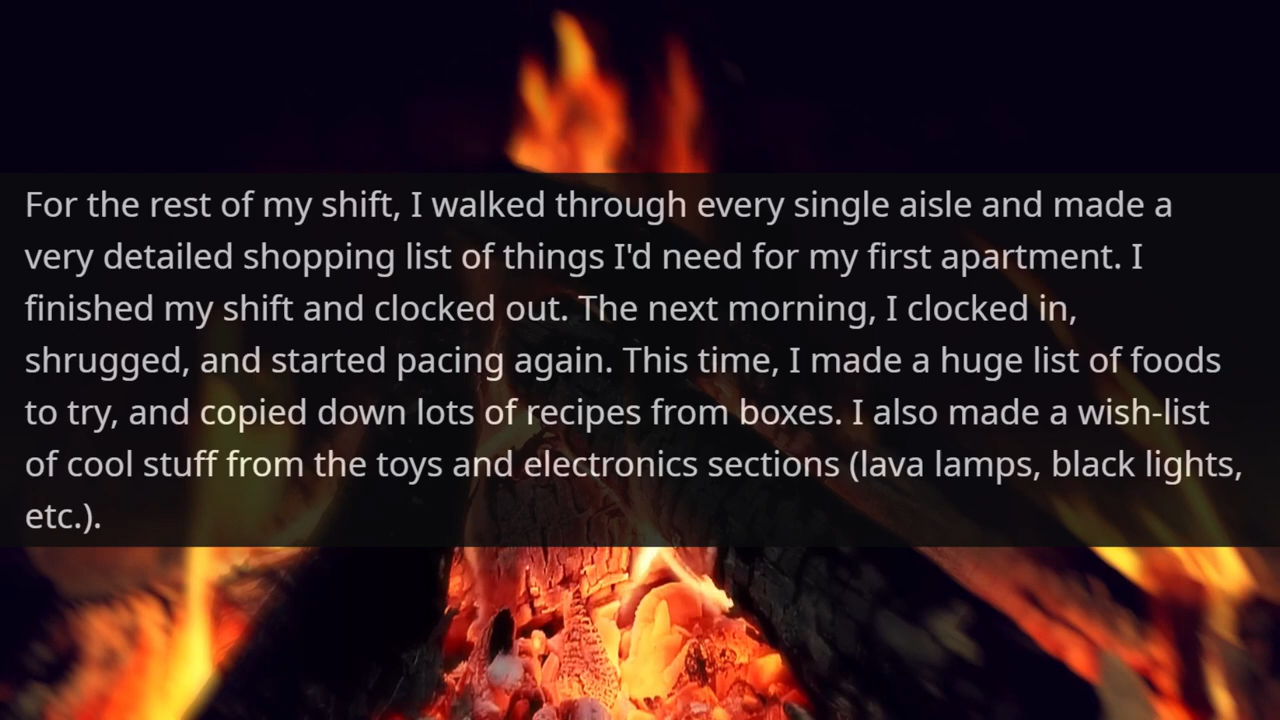 For the rest of my shift, I walked through every single aisle and made a
very detailed shopping list of things I'd need for my first apartment. I
finished my shift and clocked out. The next morning, I clocked in,
shrugged, and started pacing again. This time, I made a huge list of foods
to try, and copied down lots of recipes from boxes. I also made a wish-list
of cool stuff from the toys and electronics sections (lava lamps, black lights,
etc.).